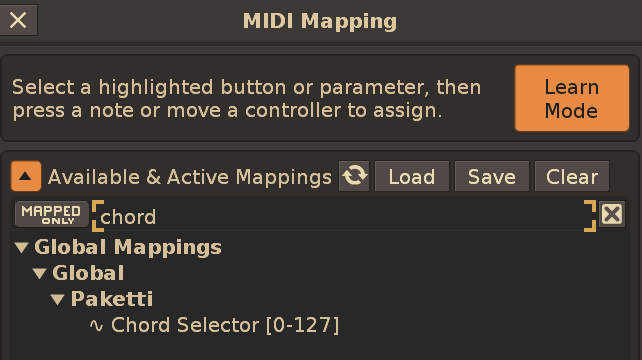 MIDI Mapping
Select a highlighted button or parameter, then
press a note or move a controller to assign.
Learn
Mode
Available & Active Mappings
Load
Save
Clear
MAPPED
ONLY
chord
Global Mappings
Global
Paketti
∿ Chord Selector [0-127]